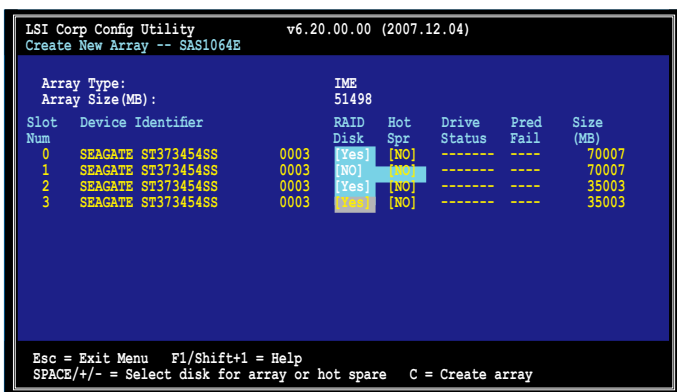 LSI Corp Config Utility v6.20.00.00 (2007.12.04)
Create New Array -- SAS1064E
Array Type: IME
Array Size(MB): 51498
Slot Device Identifier RAID Hot Drive Pred Size
Num Disk Spr Status Fail (MB)
0 SEAGATE ST373454SS 0003 [Yes] [NO] ------- ---- 70007
1 SEAGATE ST373454SS 0003 [NO] [NO] ------- ---- 70007
2 SEAGATE ST373454SS 0003 [Yes] [NO] ------- ---- 35003
3 SEAGATE ST373454SS 0003 [Yes] [NO] ------- ---- 35003
Esc = Exit Menu F1/Shift+1 = Help
SPACE/+/- = Select disk for array or hot spare C = Create array